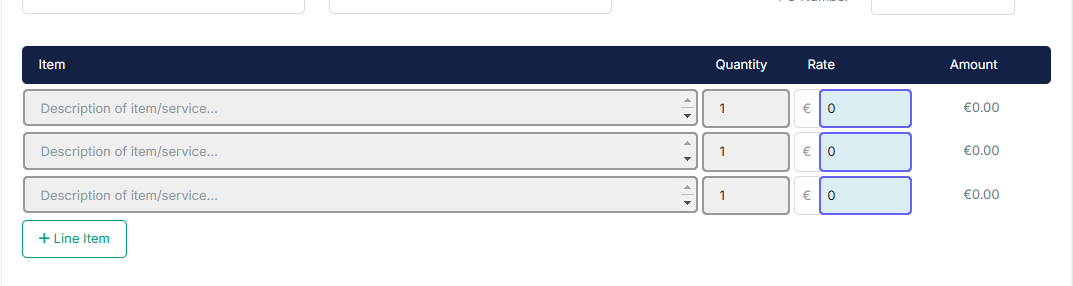 Item Quantity Rate Amount
Description of item/service... 1 € 0 €0.00
Description of item/service... 1 € 0 €0.00
Description of item/service... 1 € 0 €0.00
+ Line Item